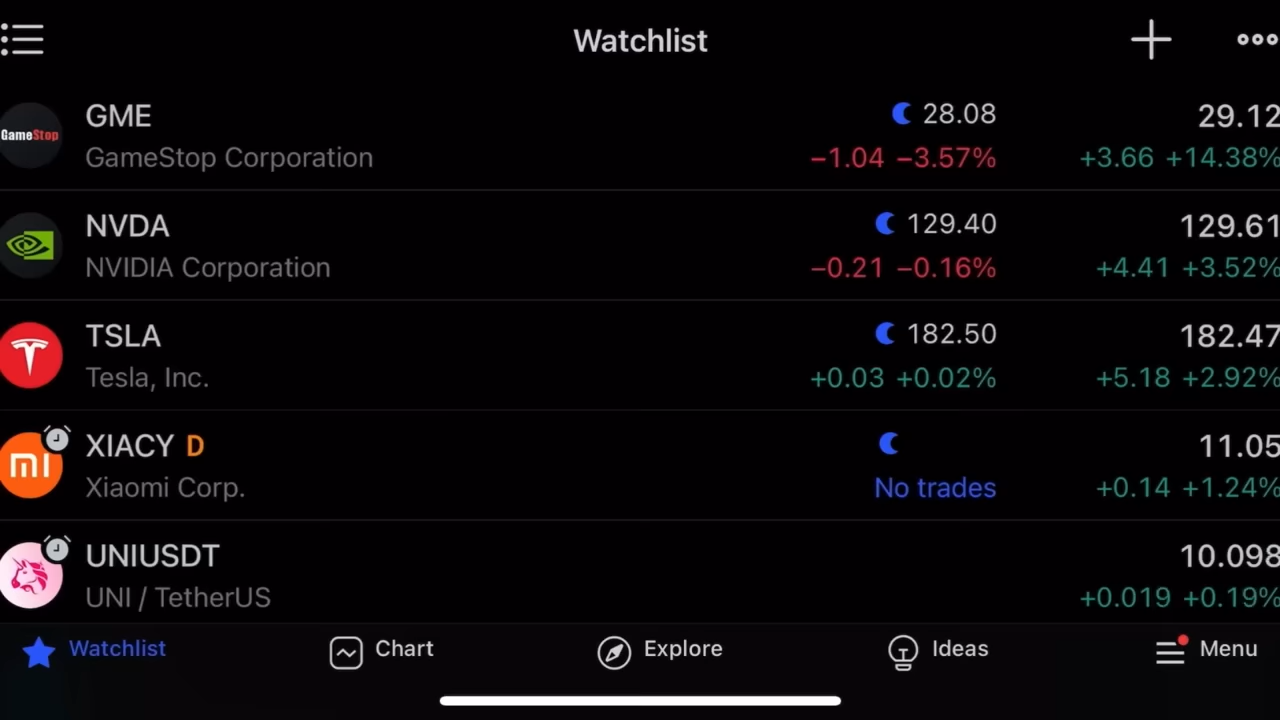 Watchlist
GameStop
GME
28.08
29.12
GameStop Corporation
−1.04 −3.57%
+3.66 +14.38%
NVDA
129.40
129.61
NVIDIA Corporation
−0.21 −0.16%
+4.41 +3.52%
TSLA
182.50
182.47
Tesla, Inc.
+0.03 +0.02%
+5.18 +2.92%
mi
XIACY D
11.05
Xiaomi Corp.
No trades
+0.14 +1.24%
UNIUSDT
10.098
UNI / TetherUS
+0.019 +0.19%
Watchlist
Chart
Explore
Ideas
Menu